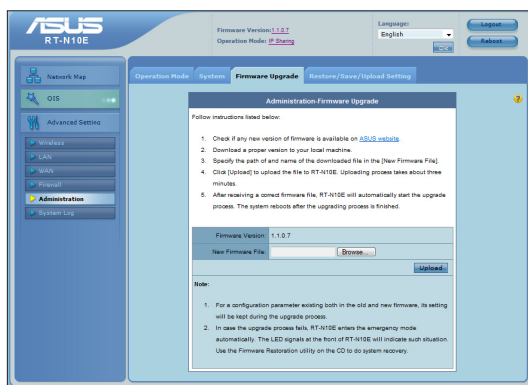 ASUS
RT-N10E
Firmware Version:1.1.0.7
Operation Mode: IP Sharing
Language:
English
Logout
Reboot
Network Map
OIS
Advanced Setting
Wireless
LAN
WAN
Firewall
Administration
System Log
Operation Mode
System
Firmware Upgrade
Restore/Save/Upload Setting
Administration-Firmware Upgrade
Follow instructions listed below:
1. Check if any new version of firmware is available on ASUS website.
2. Download a proper version to your local machine.
3. Specify the path of and name of the downloaded file in the [New Firmware File].
4. Click [Upload] to upload the file to RT-N10E. Uploading process takes about three
minutes.
5. After receiving a correct firmware file, RT-N10E will automatically start the upgrade
process. The system reboots after the upgrading process is finished.
Firmware Version: 1.1.0.7
New Firmware File: Browse...
Upload
Note:
1. For a configuration parameter existing both in the old and new firmware, its setting
will be kept during the upgrade process.
2. In case the upgrade process fails, RT-N10E enters the emergency mode
automatically. The LED signals at the front of RT-N10E will indicate such situation.
Use the Firmware Restoration utility on the CD to do system recovery.